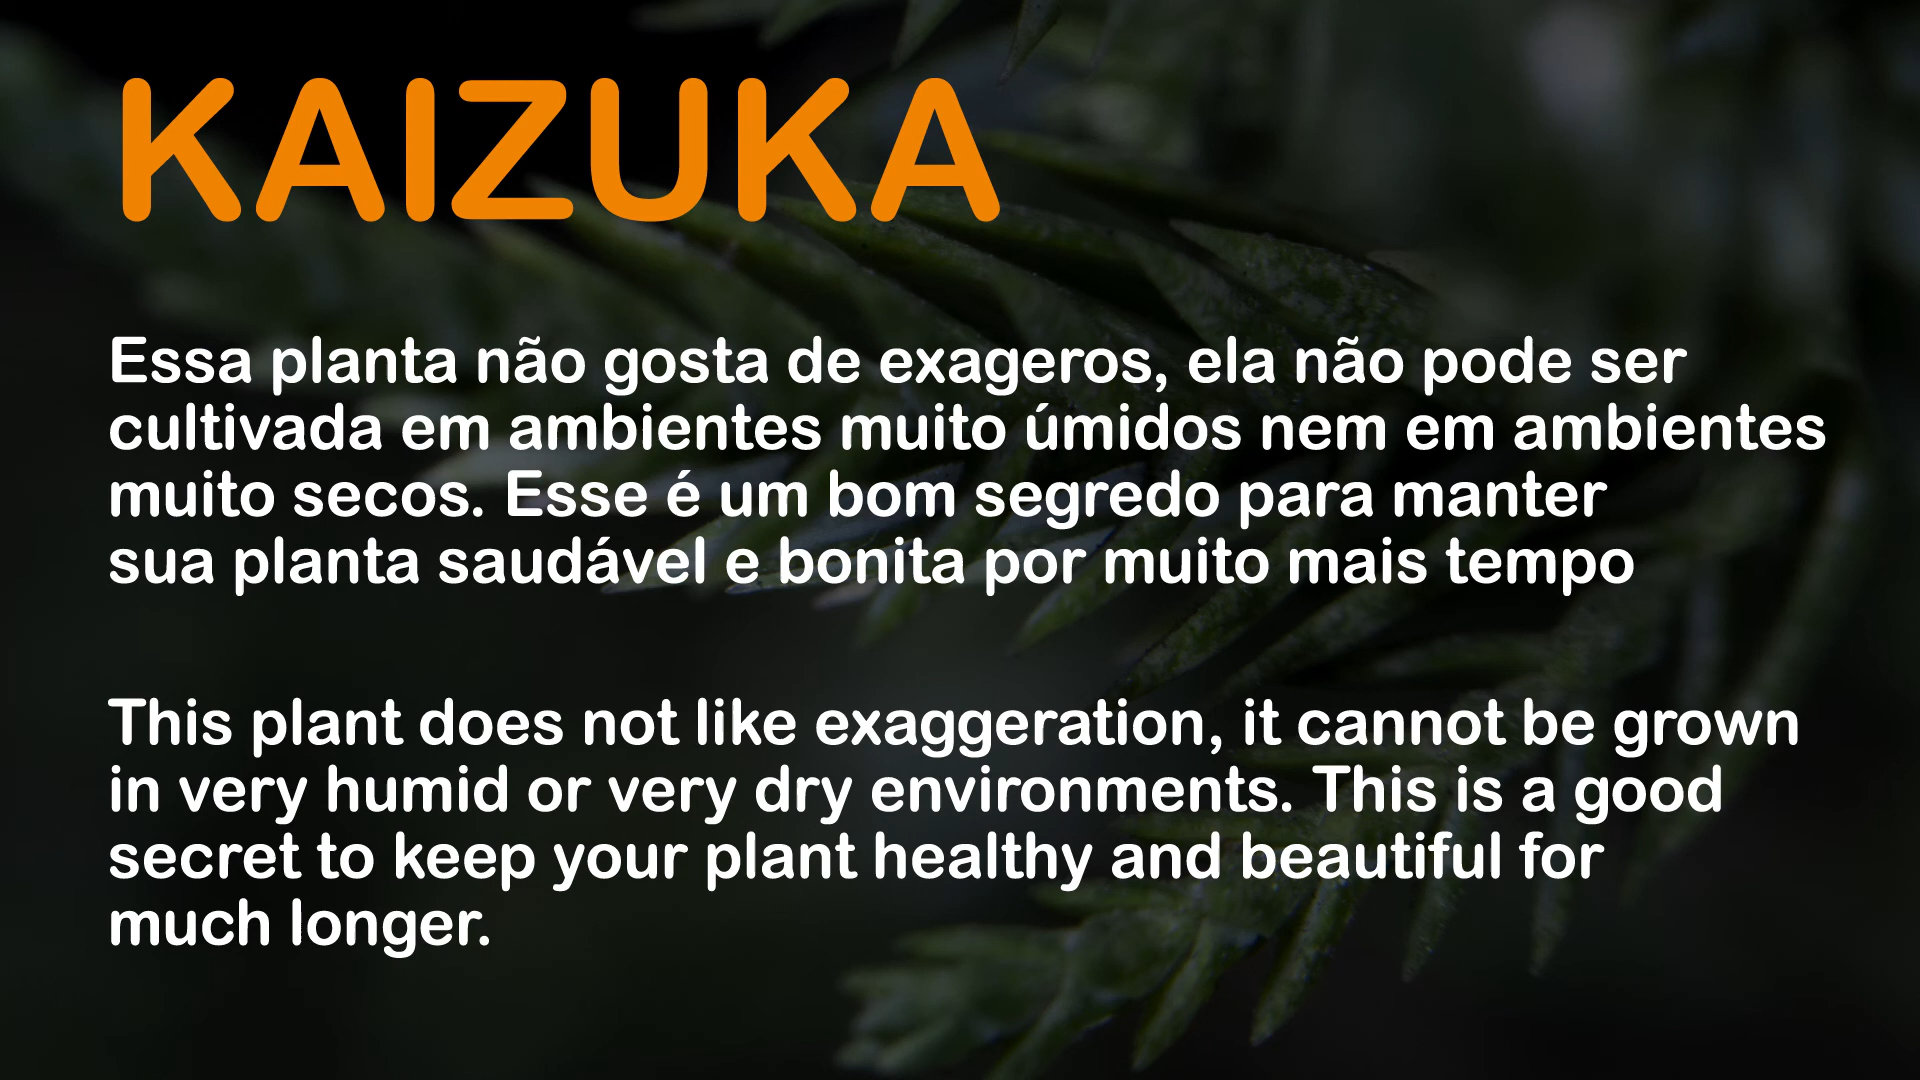 KAIZUKA
Essa planta não gosta de exageros, ela não pode ser
cultivada em ambientes muito úmidos nem em ambientes
muito secos. Esse é um bom segredo para manter
sua planta saudável e bonita por muito mais tempo
This plant does not like exaggeration, it cannot be grown
in very humid or very dry environments. This is a good
secret to keep your plant healthy and beautiful for
much longer.